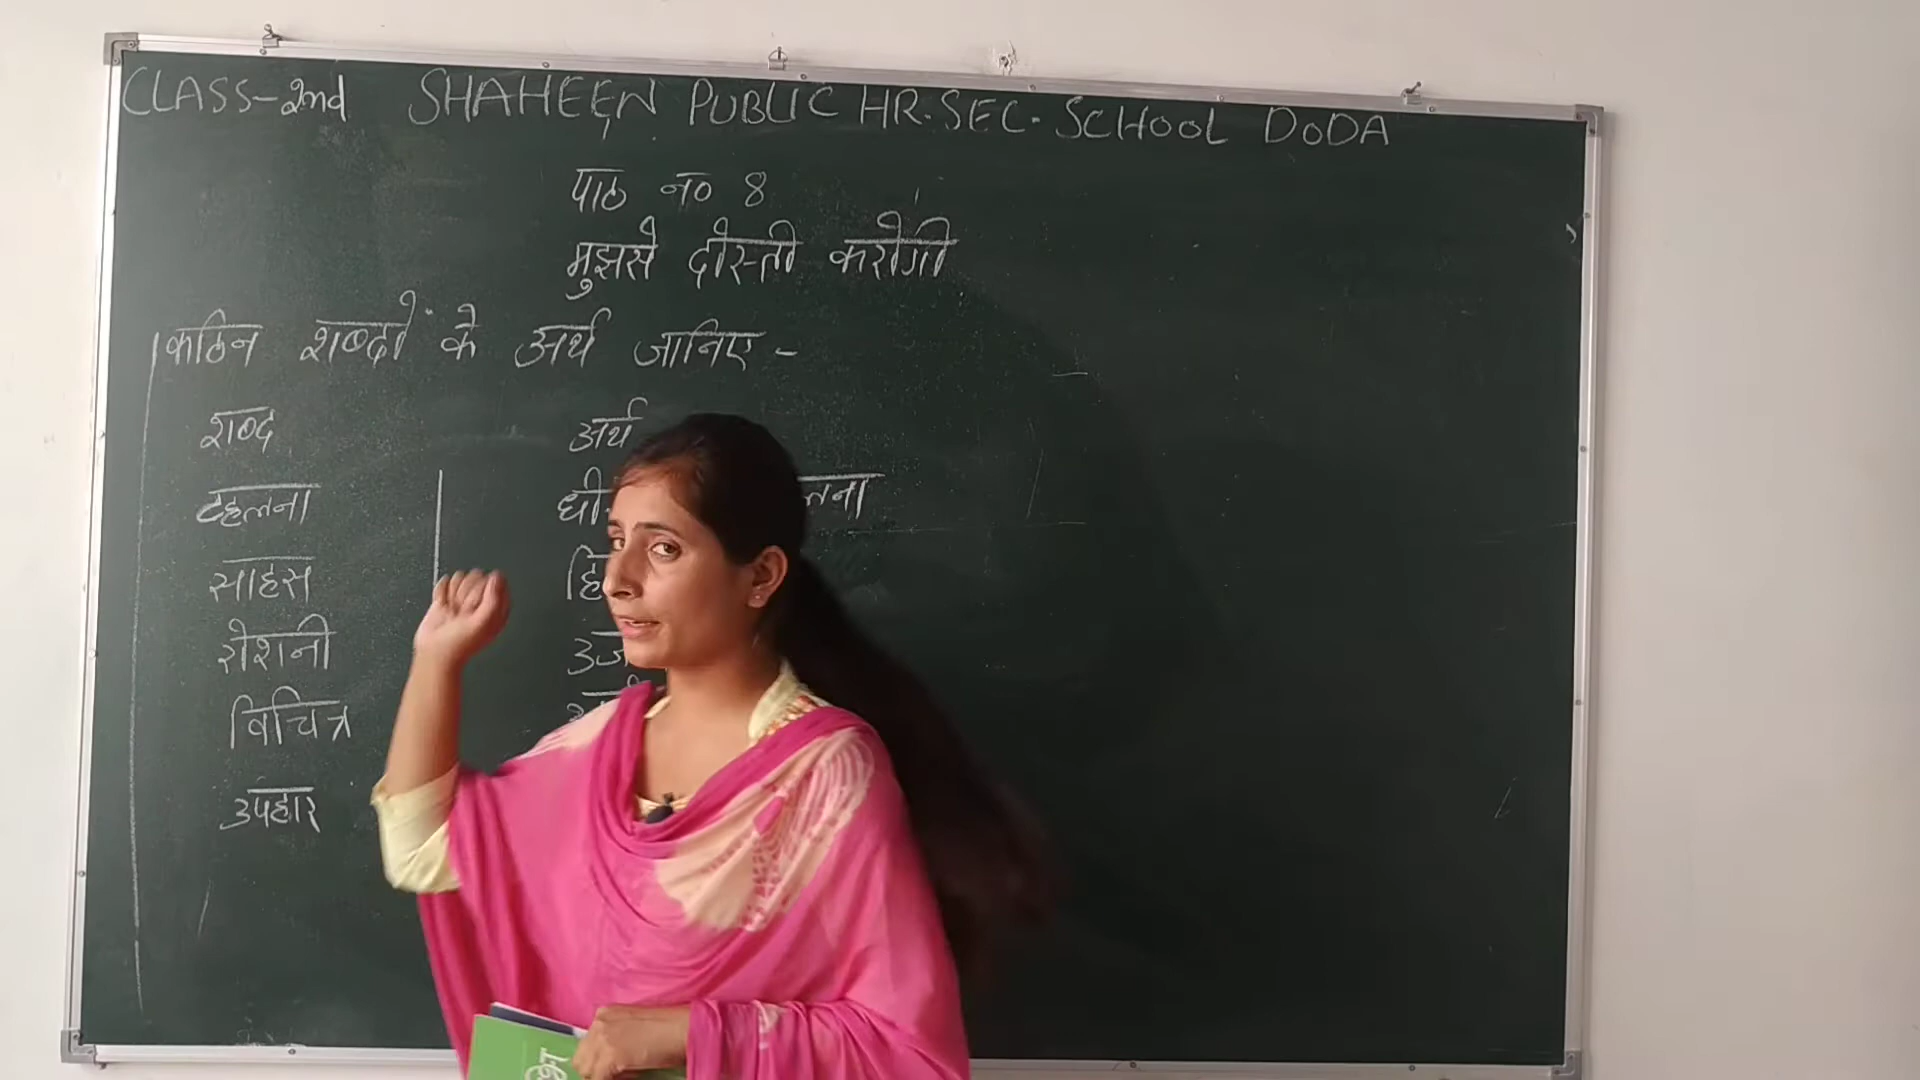 CLASS-2nd SHAHEEN PUBLIC HR. SEC. SCHOOL DODA
पाठ न० 8
मुझसे दोस्ती करोगी
कठिन शब्दों के अर्थ जानिए -
शब्द अर्थ
टहलना
साहस
रोशनी
विचित्र
उपहार